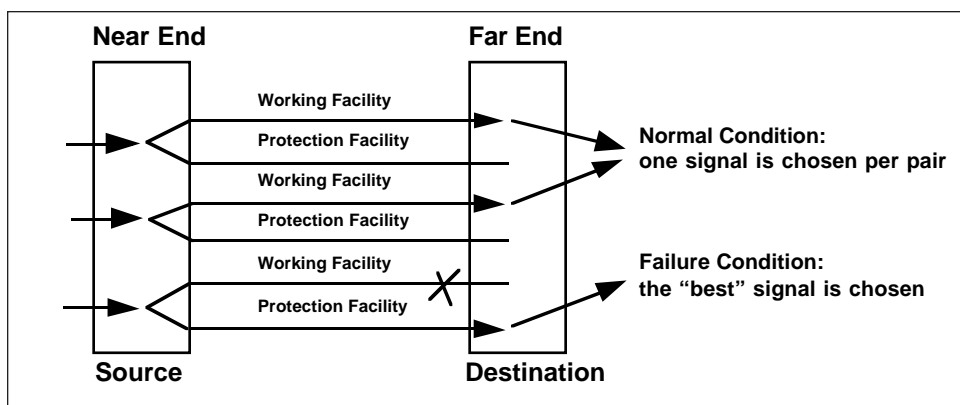 Near End
Far End
Working Facility
Protection Facility
Working Facility
Protection Facility
Working Facility
Protection Facility
Normal Condition:
one signal is chosen per pair
Failure Condition:
the “best” signal is chosen
Source
Destination